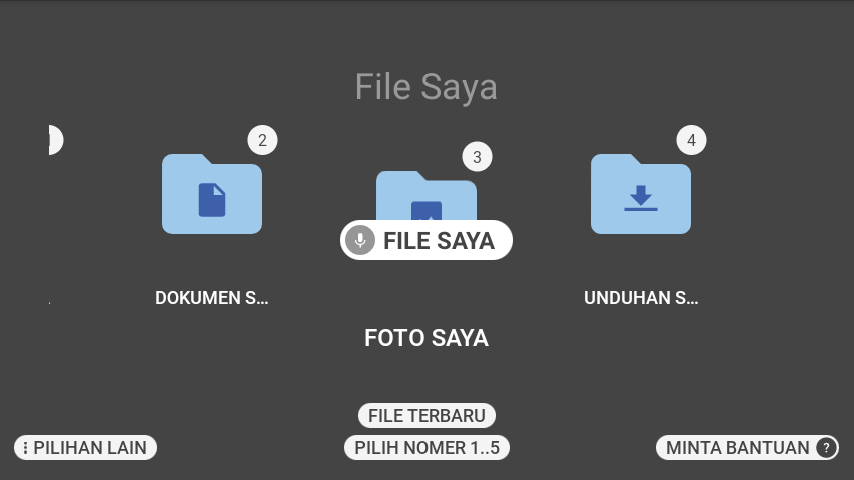 File Saya
2
3
4
FILE SAYA
DOKUMEN S...
UNDUHAN S...
FOTO SAYA
FILE TERBARU
PILIHAN LAIN
PILIH NOMER 1..5
MINTA BANTUAN ?